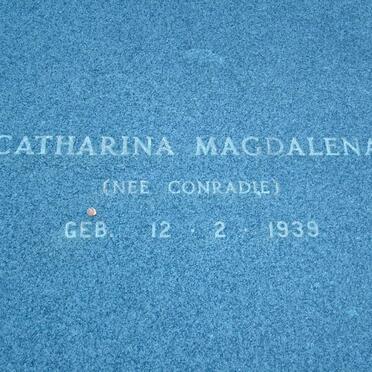 CATHARINA MAGDALENA
(NEE CONRADIE)
GEB. 12 · 2 · 1939